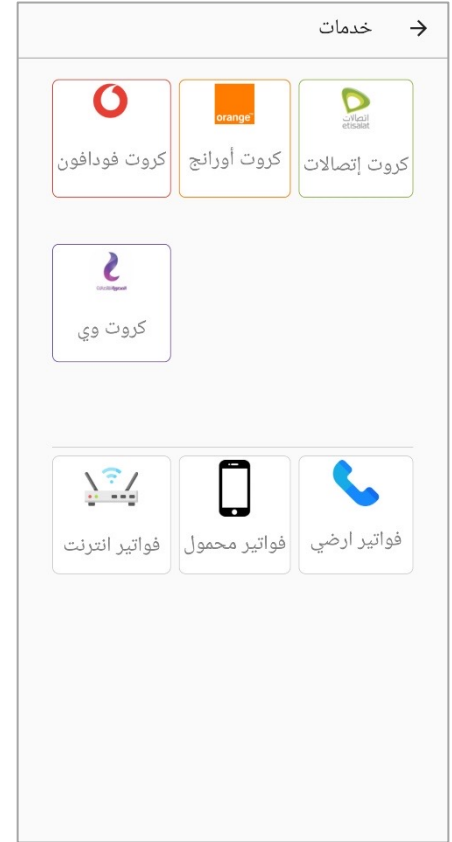 خدمات
اتصالات
etisalat
orange
كروت إتصالات
كروت أورانج
كروت فودافون
كروت وي
فواتير ارضي
فواتير محمول
فواتير انترنت